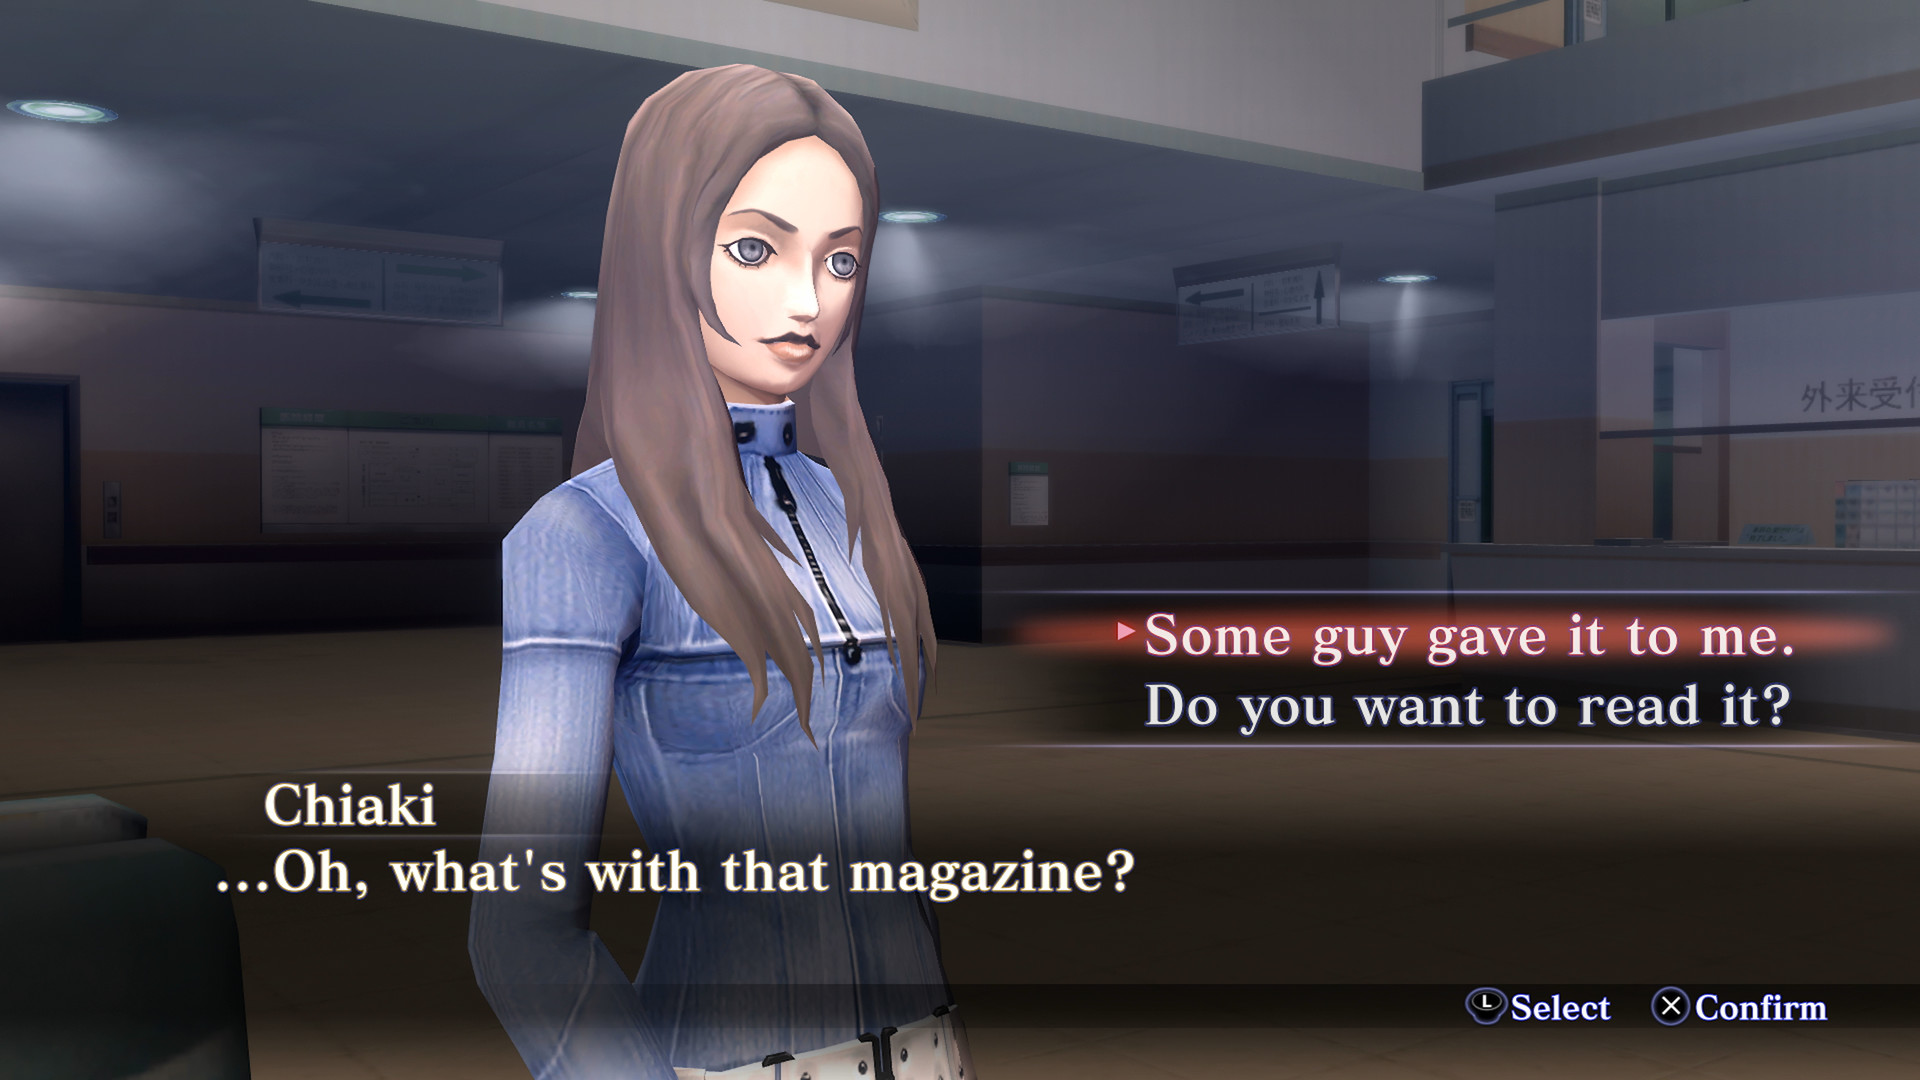 外来受付
Some guy gave it to me.
Do you want to read it?
Chiaki
...Oh, what's with that magazine?
L Select X Confirm